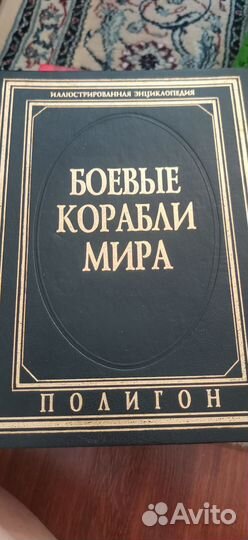 ИЛЛЮСТРИРОВАННАЯ ЭНЦИКЛОПЕДИЯ
БОЕВЫЕ
КОРАБЛИ
МИРА
ПОЛИГОН
Avito